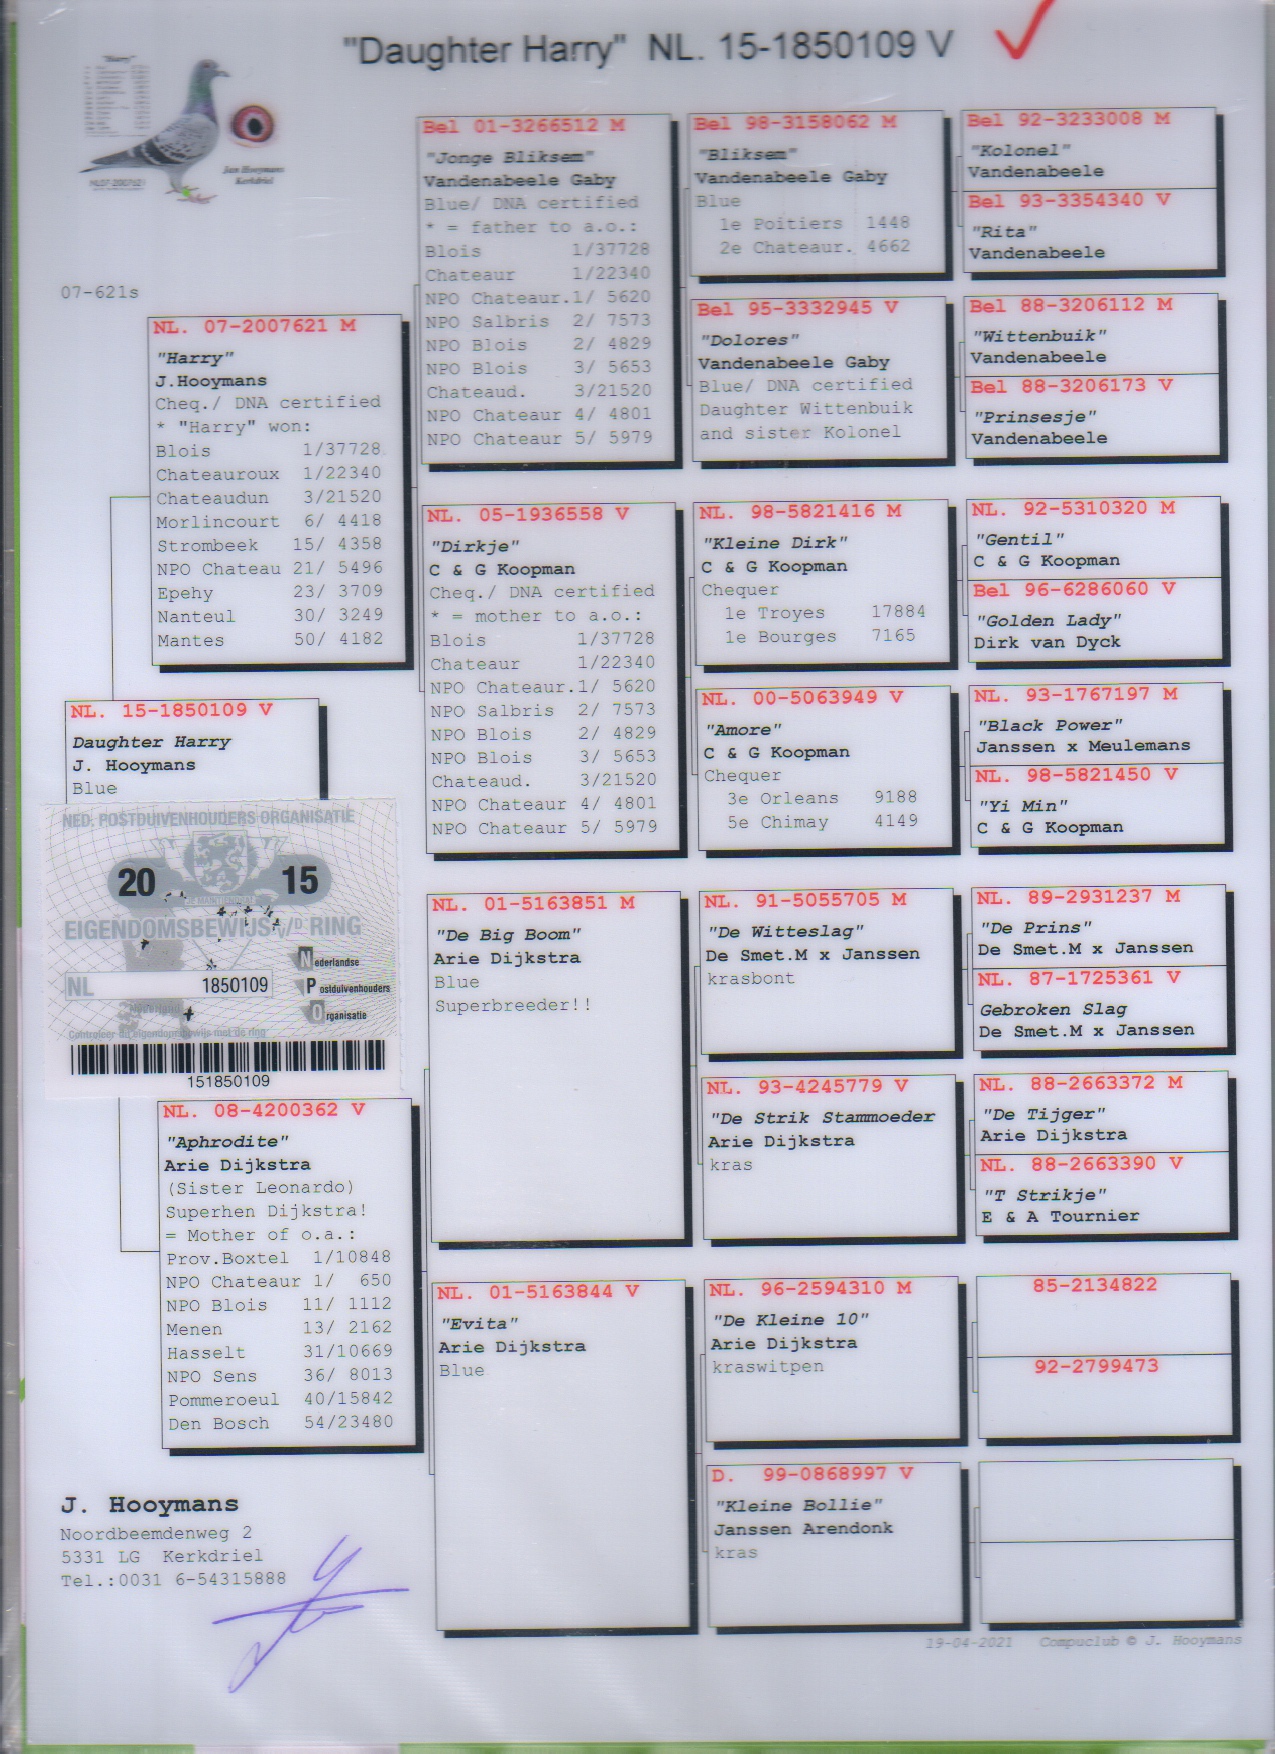 "Daughter Harry" NL. 15-1850109 V
"Harry"
Jan Hooymans
Kerkdriel
07-621s
NL. 07-2007621 M
"Harry"
J.Hooymans
Cheq./ DNA certified
* "Harry" won:
Blois 1/37728
Chateauroux 1/22340
Chateaudun 3/21520
Morlincourt 6/ 4418
Strombeek 15/ 4358
NPO Chateau 21/ 5496
Epehy 23/ 3709
Nanteul 30/ 3249
Mantes 50/ 4182
NL. 15-1850109 V
Daughter Harry
J. Hooymans
Blue
NED. POSTDUIVENHOUDERS ORGANISATIE
20 15
EIGENDOMSBEWIJS v/d RING
Nederlandse
NL 1850109
Postduivenhouders
Organisatie
Controleer dit eigendomsbewijs met de ring
151850109
NL. 08-4200362 V
"Aphrodite"
Arie Dijkstra
(Sister Leonardo)
Superhen Dijkstra!
= Mother of o.a.:
Prov.Boxtel 1/10848
NPO Chateaur 1/ 650
NPO Blois 11/ 1112
Menen 13/ 2162
Hasselt 31/10669
NPO Sens 36/ 8013
Pommeroeul 40/15842
Den Bosch 54/23480
J. Hooymans
Noordbeemdenweg 2
5331 LG Kerkdriel
Tel.:0031 6-54315888
Bel 01-3266512 M
"Jonge Bliksem"
Vandenabeele Gaby
Blue/ DNA certified
* = father to a.o.:
Blois 1/37728
Chateaur 1/22340
NPO Chateaur.1/ 5620
NPO Salbris 2/ 7573
NPO Blois 2/ 4829
NPO Blois 3/ 5653
Chateaud. 3/21520
NPO Chateaur 4/ 4801
NPO Chateaur 5/ 5979
NL. 05-1936558 V
"Dirkje"
C & G Koopman
Cheq./ DNA certified
* = mother to a.o.:
Blois 1/37728
Chateaur 1/22340
NPO Chateaur.1/ 5620
NPO Salbris 2/ 7573
NPO Blois 2/ 4829
NPO Blois 3/ 5653
Chateaud. 3/21520
NPO Chateaur 4/ 4801
NPO Chateaur 5/ 5979
NL. 01-5163851 M
"De Big Boom"
Arie Dijkstra
Blue
Superbreeder!!
NL. 01-5163844 V
"Evita"
Arie Dijkstra
Blue
Bel 98-3158062 M
"Bliksem"
Vandenabeele Gaby
Blue
1e Poitiers 1448
2e Chateaur. 4662
Bel 95-3332945 V
"Dolores"
Vandenabeele Gaby
Blue/ DNA certified
Daughter Wittenbuik
and sister Kolonel
NL. 98-5821416 M
"Kleine Dirk"
C & G Koopman
Chequer
1e Troyes 17884
1e Bourges 7165
NL. 00-5063949 V
"Amore"
C & G Koopman
Chequer
3e Orleans 9188
5e Chimay 4149
NL. 91-5055705 M
"De Witteslag"
De Smet.M x Janssen
krasbont
NL. 93-4245779 V
"De Strik Stammoeder
Arie Dijkstra
kras
NL. 96-2594310 M
"De Kleine 10"
Arie Dijkstra
kraswitpen
D. 99-0868997 V
"Kleine Bollie"
Janssen Arendonk
kras
Bel 92-3233008 M
"Kolonel"
Vandenabeele
Bel 93-3354340 V
"Rita"
Vandenabeele
Bel 88-3206112 M
"Wittenbuik"
Vandenabeele
Bel 88-3206173 V
"Prinsesje"
Vandenabeele
NL. 92-5310320 M
"Gentil"
C & G Koopman
Bel 96-6286060 V
"Golden Lady"
Dirk van Dyck
NL. 93-1767197 M
"Black Power"
Janssen x Meulemans
NL. 98-5821450 V
"Yi Min"
C & G Koopman
NL. 89-2931237 M
"De Prins"
De Smet.M x Janssen
NL. 87-1725361 V
Gebroken Slag
De Smet.M x Janssen
NL. 88-2663372 M
"De Tijger"
Arie Dijkstra
NL. 88-2663390 V
"T Strikje"
E & A Tournier
85-2134822
92-2799473
19-04-2021 Compuclub © J. Hooymans